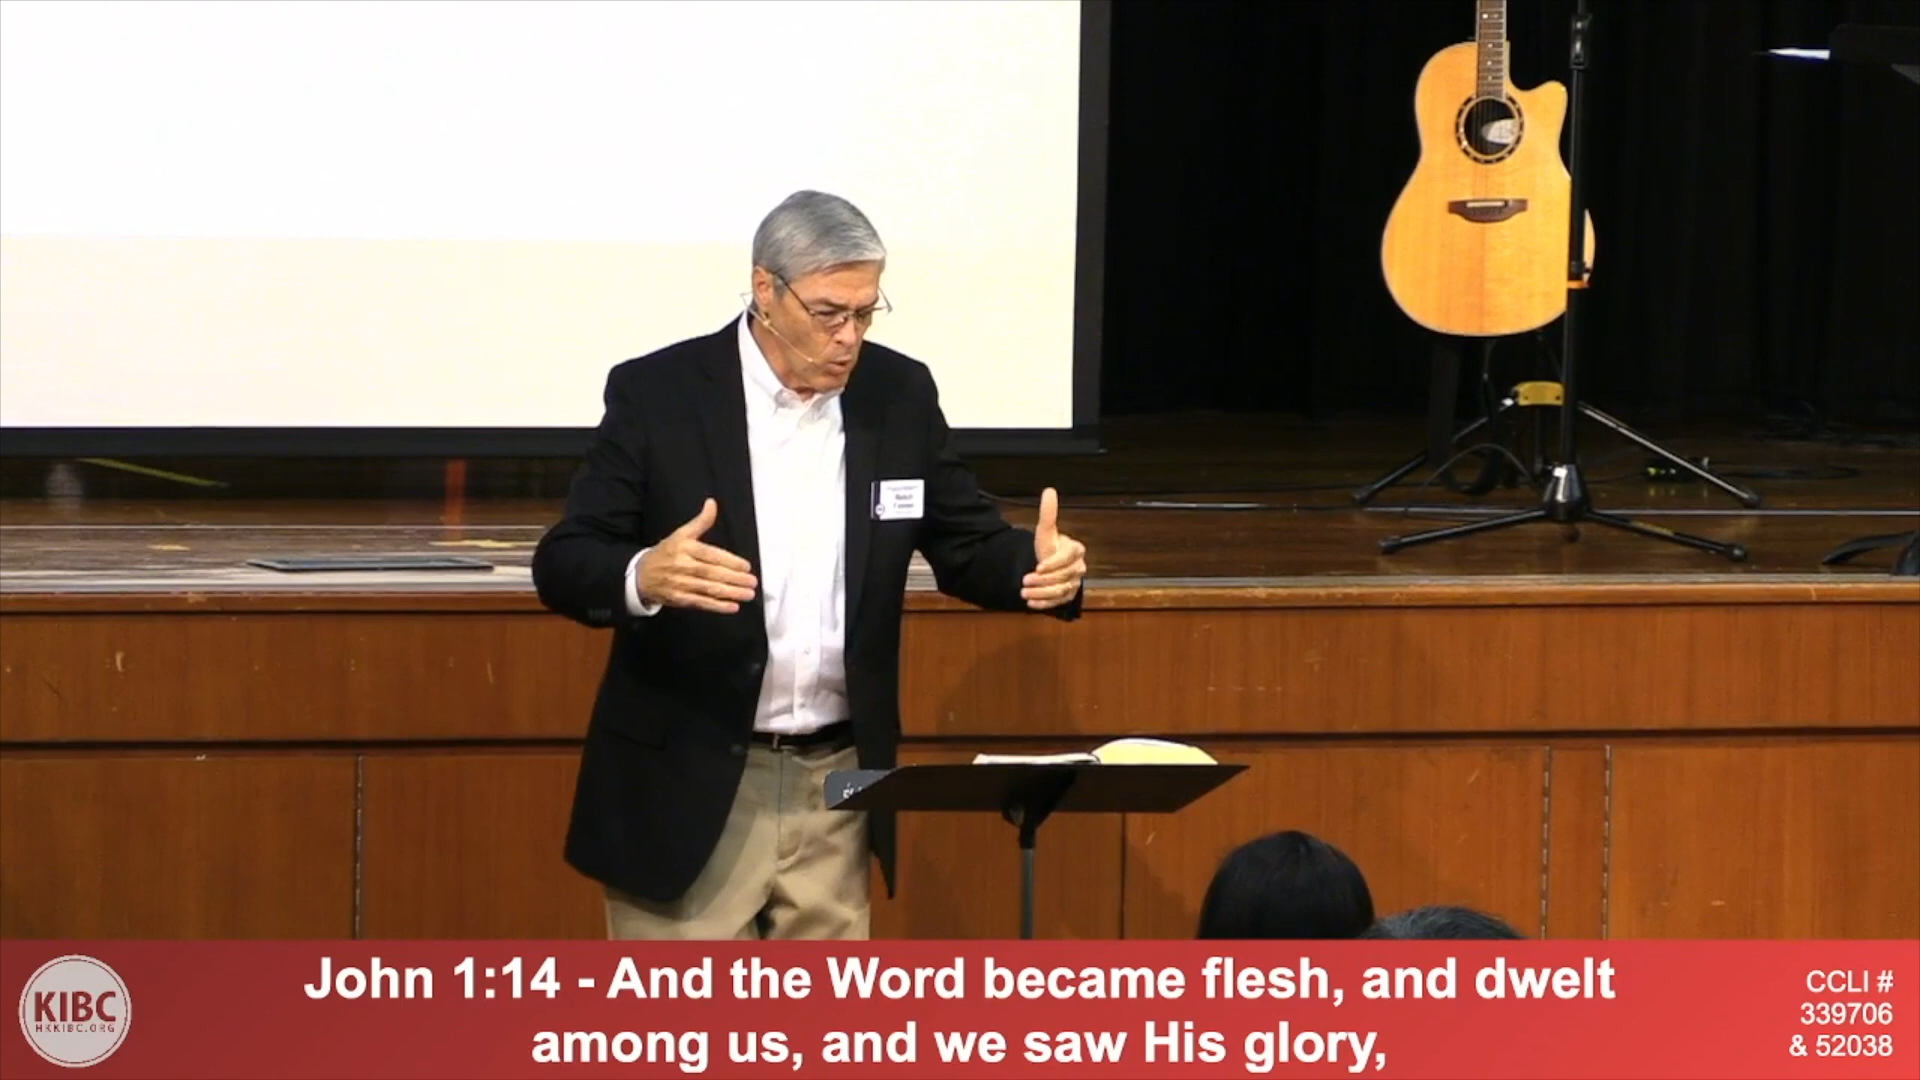 John 1:14 - And the Word became flesh, and dwelt
among us, and we saw His glory,
KIBC
HKKIBC.ORG
CCLI #
339706
& 52038